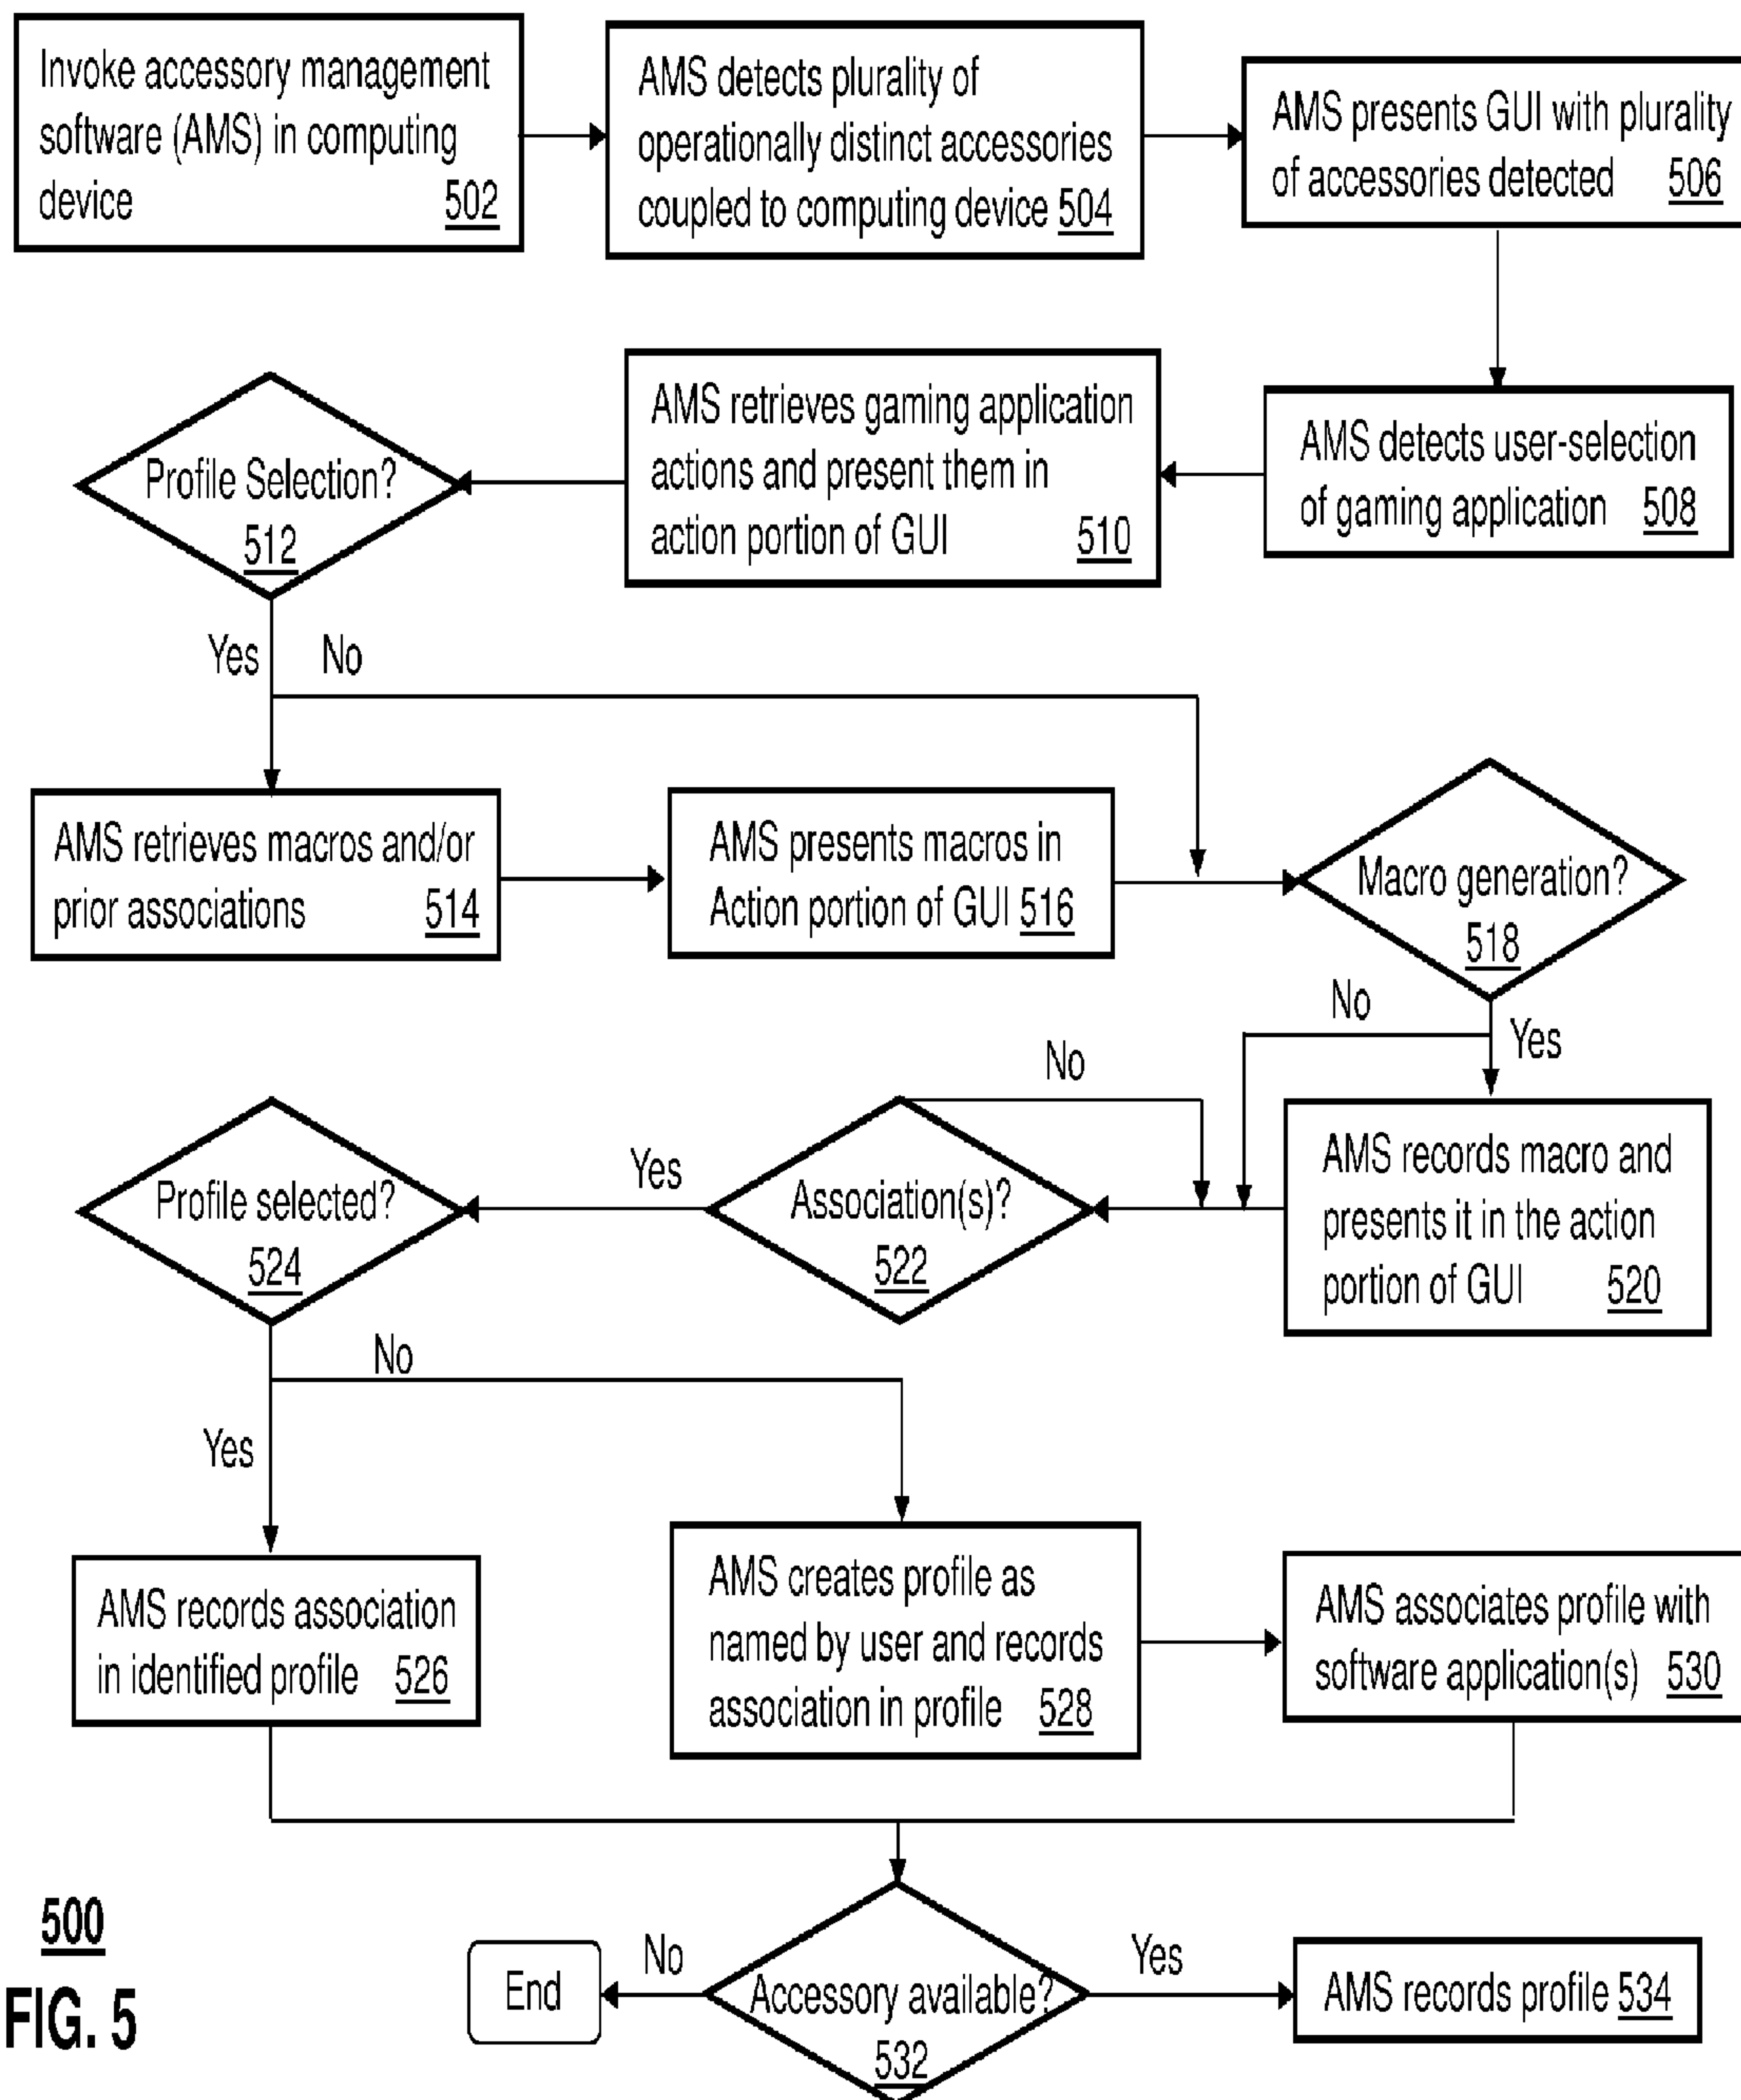 Invoke accessory management
software (AMS) in computing
device 502
AMS detects plurality of
operationally distinct accessories
coupled to computing device 504
AMS presents GUI with plurality
of accessories detected 506
AMS detects user-selection
of gaming application 508
AMS retrieves gaming application
actions and present them in
action portion of GUI 510
Profile Selection?
512
Yes
No
AMS retrieves macros and/or
prior associations 514
AMS presents macros in
Action portion of GUI 516
Macro generation?
518
No
Yes
AMS records macro and
presents it in the action
portion of GUI 520
No
Association(s)?
522
Yes
Profile selected?
524
No
Yes
AMS records association
in identified profile 526
AMS creates profile as
named by user and records
association in profile 528
AMS associates profile with
software application(s) 530
Accessory available?
532
No
End
Yes
AMS records profile 534
500
FIG. 5